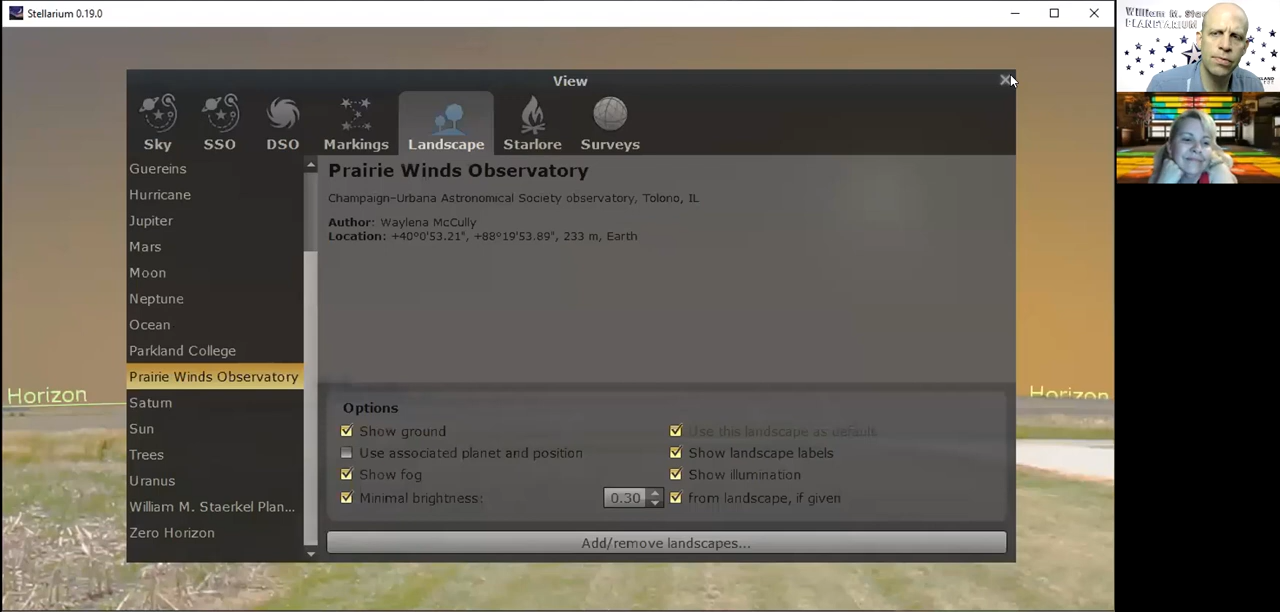 Stellarium 0.19.0
View
Sky SSO DSO Markings Landscape Starlore Surveys
Guereins
Hurricane
Jupiter
Mars
Moon
Neptune
Ocean
Parkland College
Prairie Winds Observatory
Saturn
Sun
Trees
Uranus
William M. Staerkel Plan...
Zero Horizon
Prairie Winds Observatory
Champaign-Urbana Astronomical Society observatory, Tolono, IL
Author: Waylena McCully
Location: +40°0'53.21", +88°19'53.89", 233 m, Earth
Options
Show ground
Use this landscape as default
Use associated planet and position
Show landscape labels
Show fog
Show illumination
Minimal brightness: 0.30
from landscape, if given
Add/remove landscapes...
Horizon
Horizon
William M.
PLANETARIUM